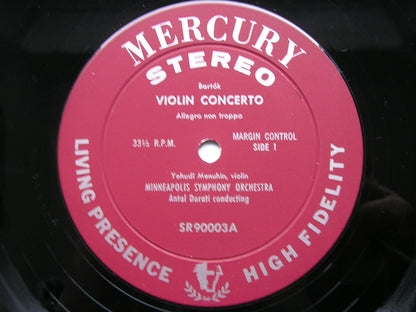 MERCURY
STEREO
Bartók
VIOLIN CONCERTO
Allegro non troppo
33⅓ R.P.M.
MARGIN CONTROL
SIDE 1
Yehudi Menuhin, violin
MINNEAPOLIS SYMPHONY ORCHESTRA
Antal Dorati conducting
SR90003A
LIVING PRESENCE
HIGH FIDELITY